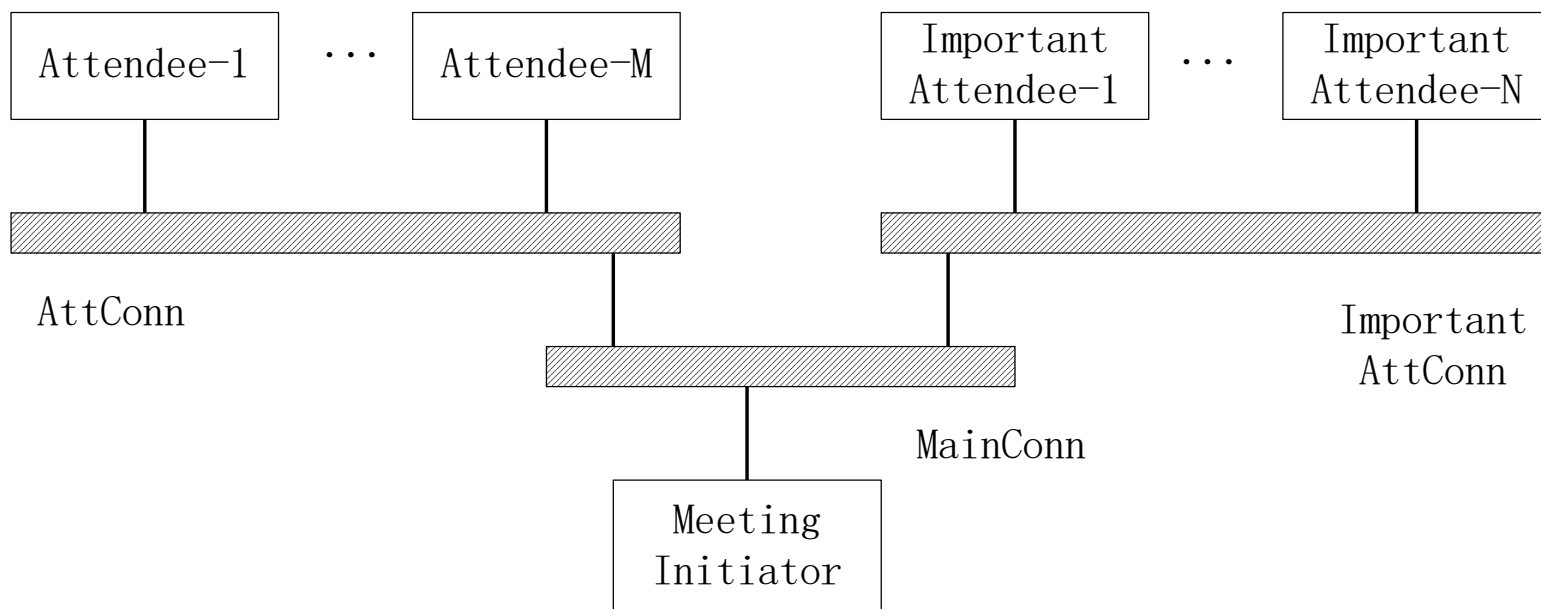 Attendee-1
···
Attendee-M
Important
Attendee-1
···
Important
Attendee-N
AttConn
Important
AttConn
MainConn
Meeting
Initiator